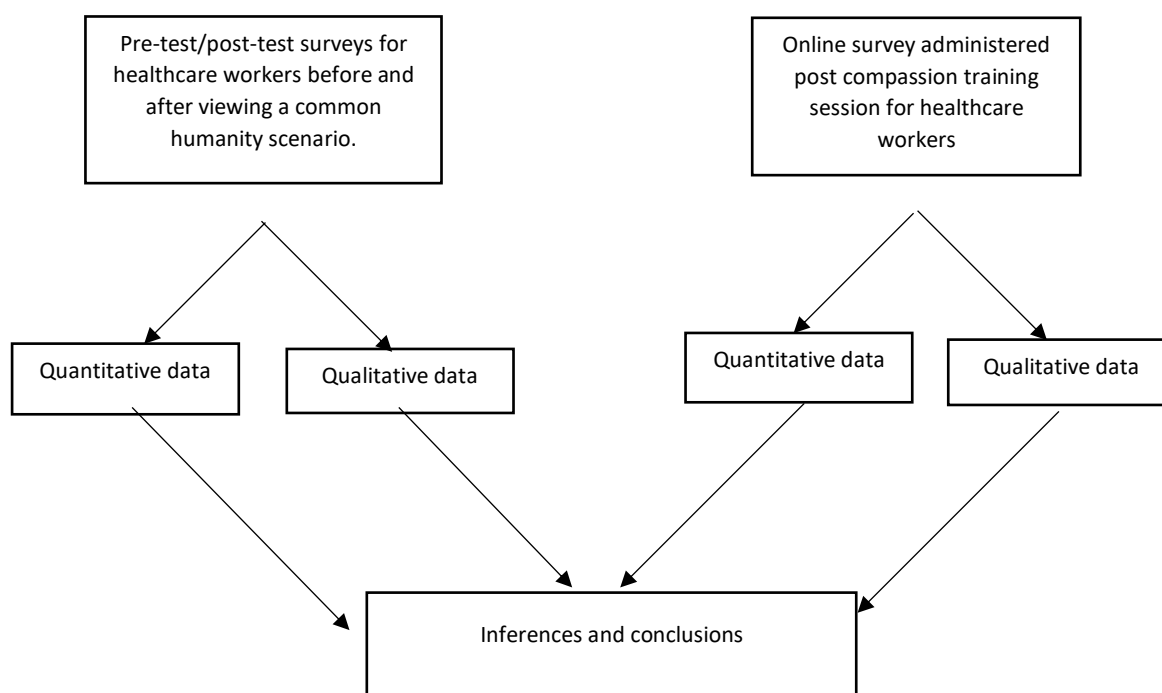 Pre-test/post-test surveys for
healthcare workers before and
after viewing a common
humanity scenario.
Online survey administered
post compassion training
session for healthcare
workers
Quantitative data
Qualitative data
Quantitative data
Qualitative data
Inferences and conclusions